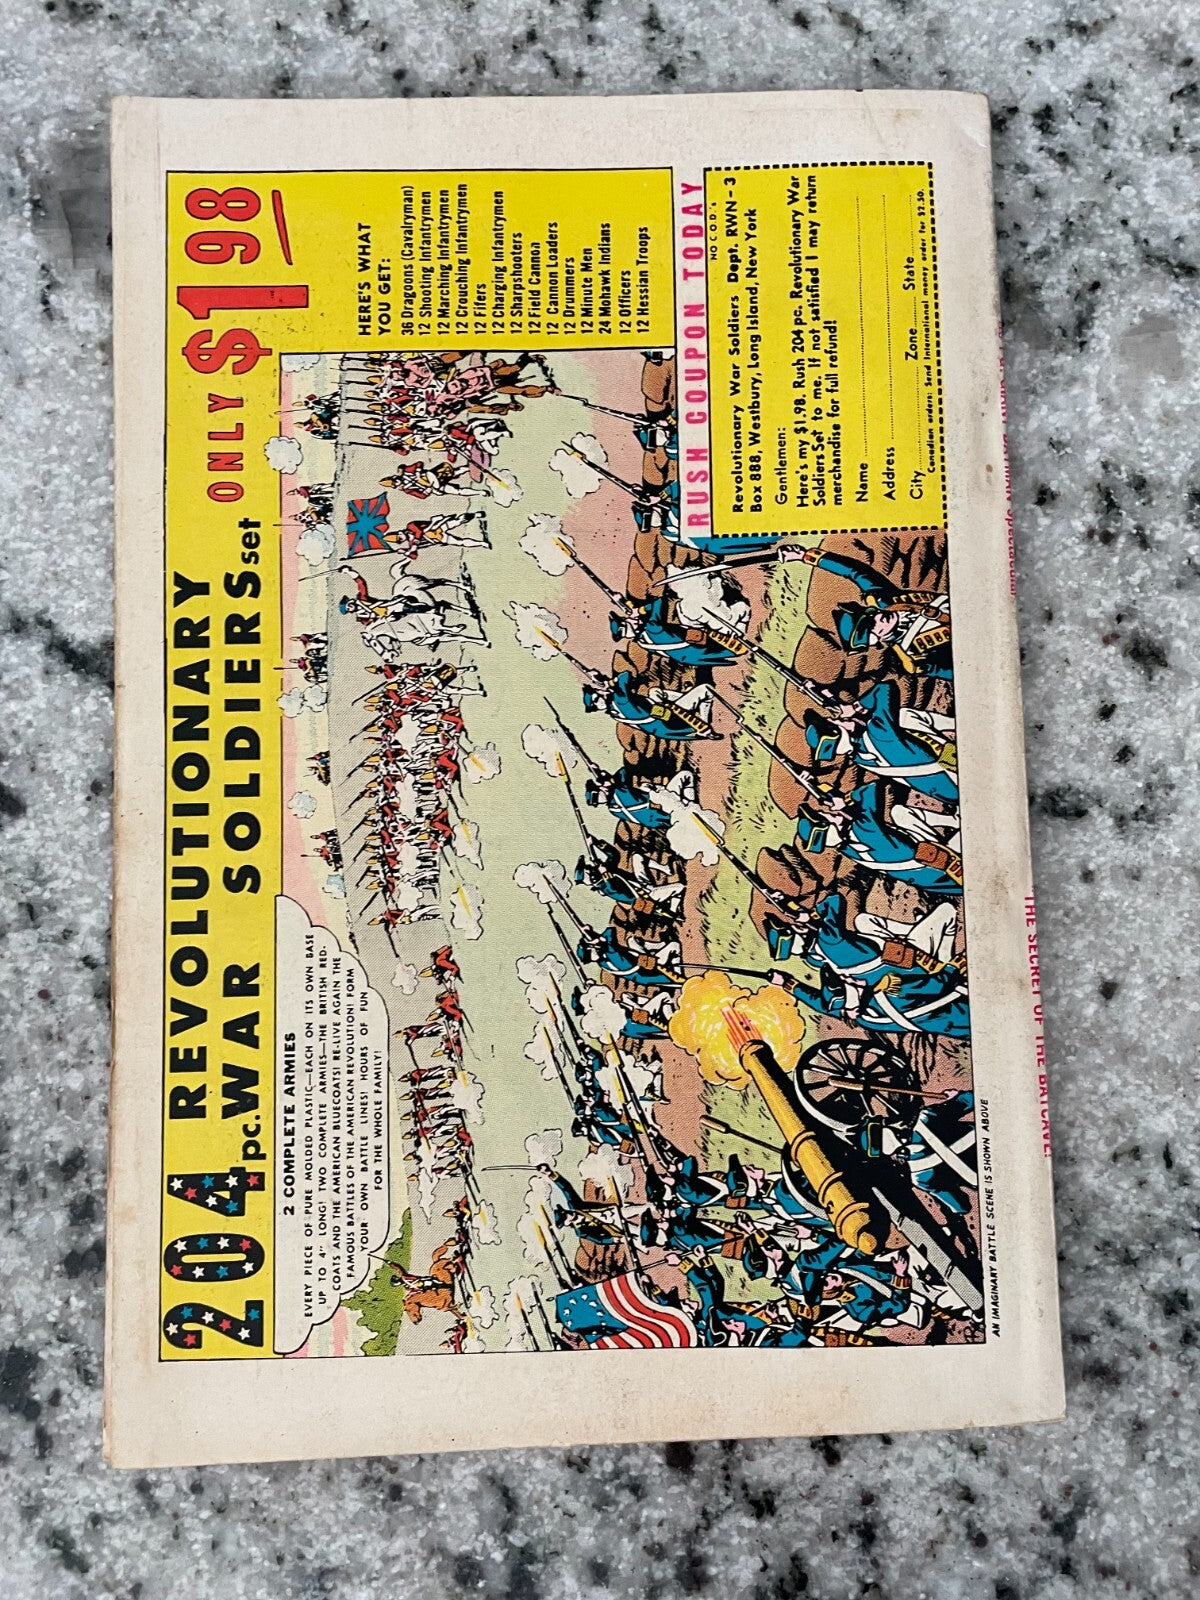 204 REVOLUTIONARY
pc. WAR SOLDIERS set ONLY $1 98
2 COMPLETE ARMIES
EVERY PIECE OF PURE MOLDED PLASTIC—EACH ON ITS OWN BASE
UP TO 4" LONG! TWO COMPLETE ARMIES—THE BRITISH RED-
COATS AND THE AMERICAN BLUECOATS! RE-LIVE AGAIN THE
FAMOUS BATTLES OF THE AMERICAN REVOLUTION! FORM
YOUR OWN BATTLE LINES! HOURS OF FUN
FOR THE WHOLE FAMILY!
HERE'S WHAT
YOU GET:
36 Dragoons (Cavalryman)
12 Shooting Infantrymen
12 Marching Infantrymen
12 Crouching Infantrymen
12 Fifers
12 Charging Infantrymen
12 Sharpshooters
12 Field Cannon
12 Cannon Loaders
12 Drummers
12 Minute Men
24 Mohawk Indians
12 Officers
12 Hessian Troops
RUSH COUPON TODAY
NO C.O.D.'s
Revolutionary War Soldiers Dept. RWN-3
Box 888, Westbury, Long Island, New York
Gentlemen:
Here's my $1.98. Rush 204 pc. Revolutionary War
Soldiers Set to me. If not satisfied I may return
merchandise for full refund!
Name
Address
City Zone State
Canadian orders: Send International money order for $2.50.
AN IMAGINARY BATTLE SCENE IS SHOWN ABOVE
Spectacular
THE SECRET OF THE BATCAVE.